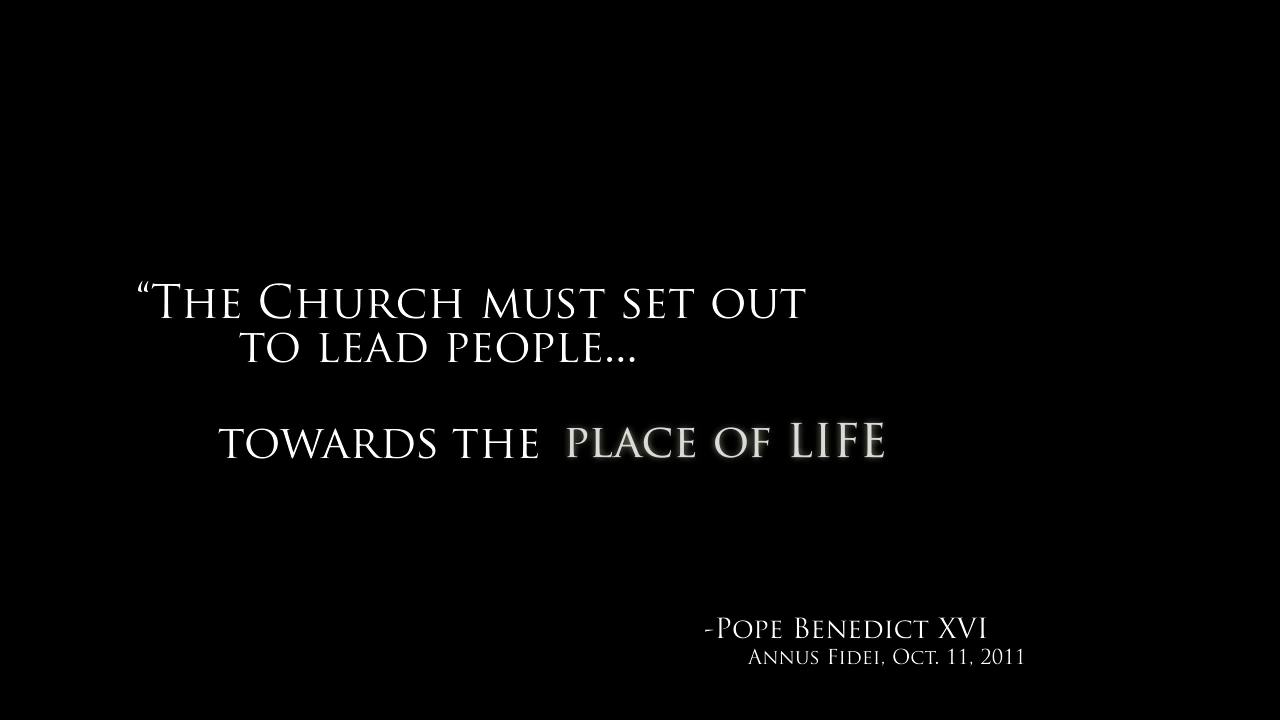 “The Church must set out
to lead people...
towards the place of LIFE
-Pope Benedict XVI
Annus Fidei, Oct. 11, 2011